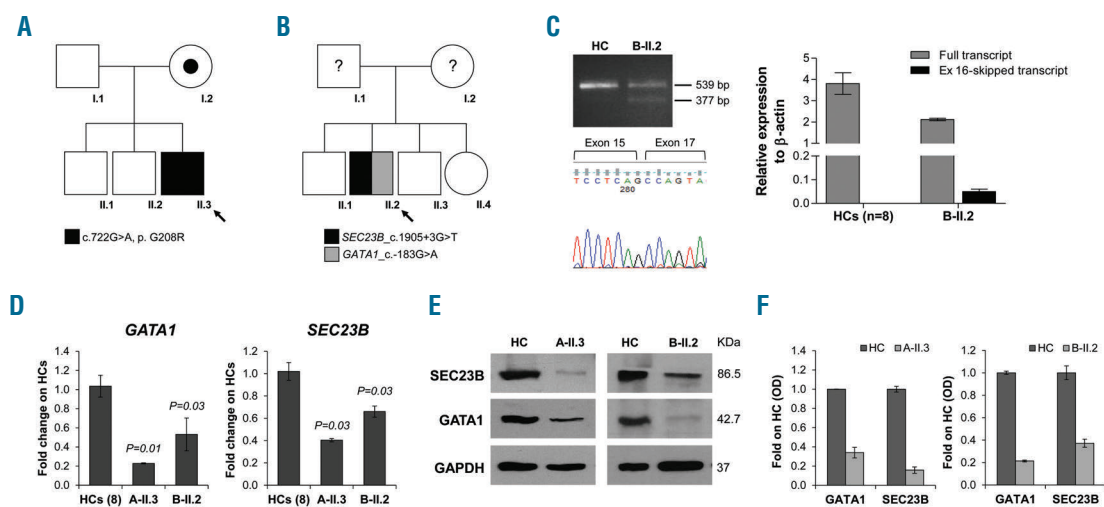 A
I.1
I.2
II.1
II.2
II.3
c.722G>A, p. G208R
B
?
?
I.1
I.2
II.1
II.2
II.3
II.4
SEC23B_c.1905+3G>T
GATA1_c.-183G>A
C
HC
B-II.2
539 bp
377 bp
Exon 15
Exon 17
T C C T C A G C C A G T A
280
Full transcript
Ex 16-skipped transcript
Relative expression
to β-actin
5
4
3
2
1
0.10
0.05
0.00
HCs (n=8)
B-II.2
D
GATA1
Fold change on HCs
1.4
1.2
1.0
0.8
0.6
0.4
0.2
0.0
P=0.01
P=0.03
HCs (8)
A-II.3
B-II.2
SEC23B
Fold change on HCs
1.2
1.0
0.8
0.6
0.4
0.2
0.0
P=0.03
P=0.03
HCs (8)
A-II.3
B-II.2
E
HC
A-II.3
HC
B-II.2
KDa
SEC23B
86.5
GATA1
42.7
GAPDH
37
F
HC
A-II.3
Fold on HC (OD)
1.4
1.2
1.0
0.8
0.6
0.4
0.2
0.0
GATA1
SEC23B
HC
B-II.2
Fold on HC (OD)
1.2
1.0
0.8
0.6
0.4
0.2
0.0
GATA1
SEC23B